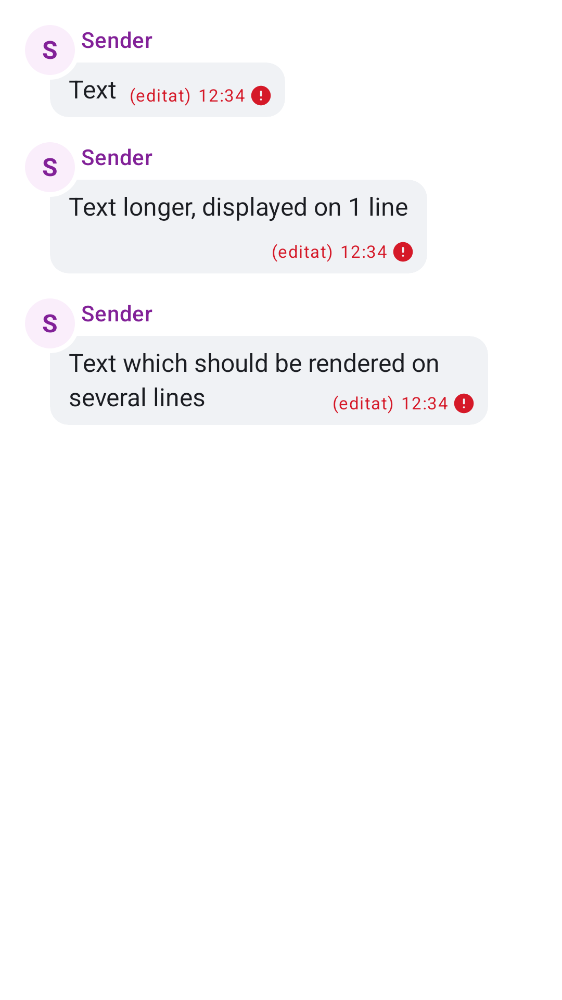 S Sender
Text (editat) 12:34
S Sender
Text longer, displayed on 1 line
(editat) 12:34
S Sender
Text which should be rendered on
several lines (editat) 12:34